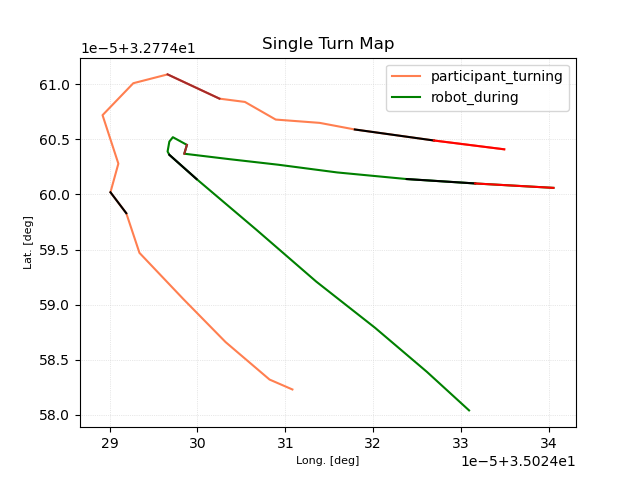 Single Turn Map
1e−5+3.2774e1
participant_turning
robot_during
61.0
60.5
60.0
59.5
59.0
58.5
58.0
Lat. [deg]
29 30 31 32 33 34
Long. [deg]
1e−5+3.5024e1